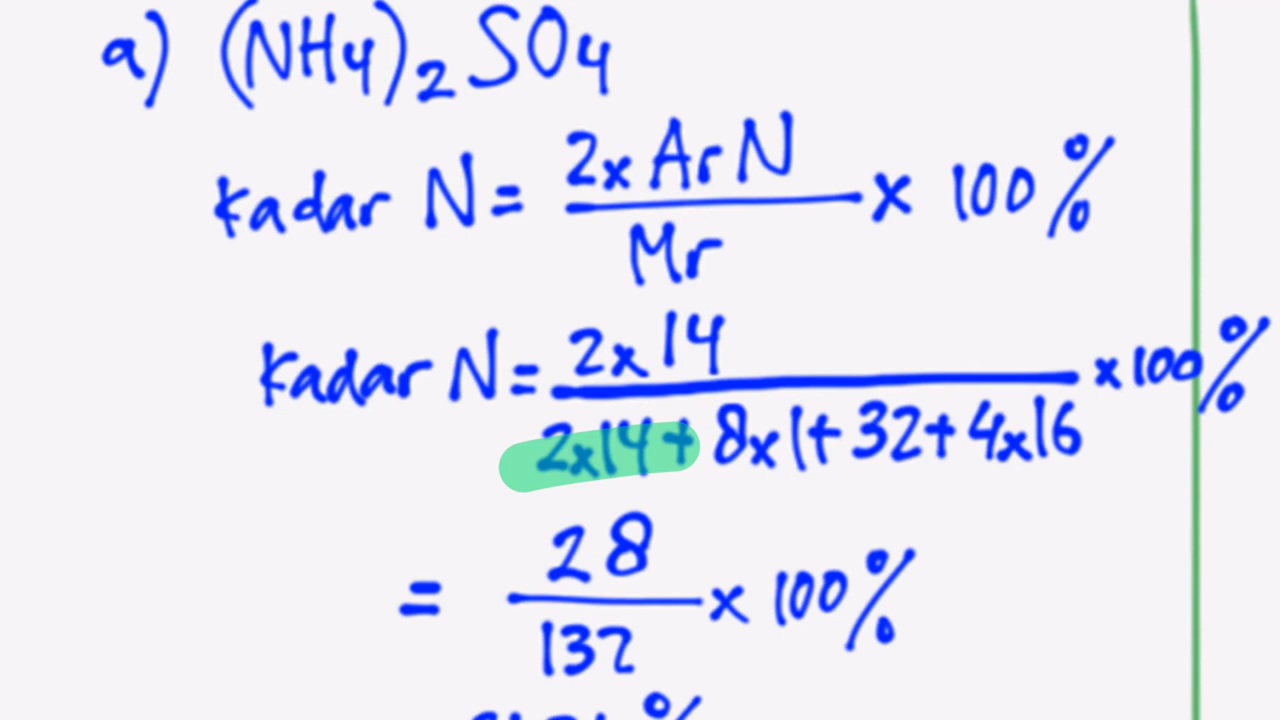 a) (NH4)2SO4
kadar N = 2x Ar N / Mr x 100%
kadar N = 2x14 / 2x14+ 8x1+ 32+ 4x16 x 100%
= 28 / 132 x 100%
%